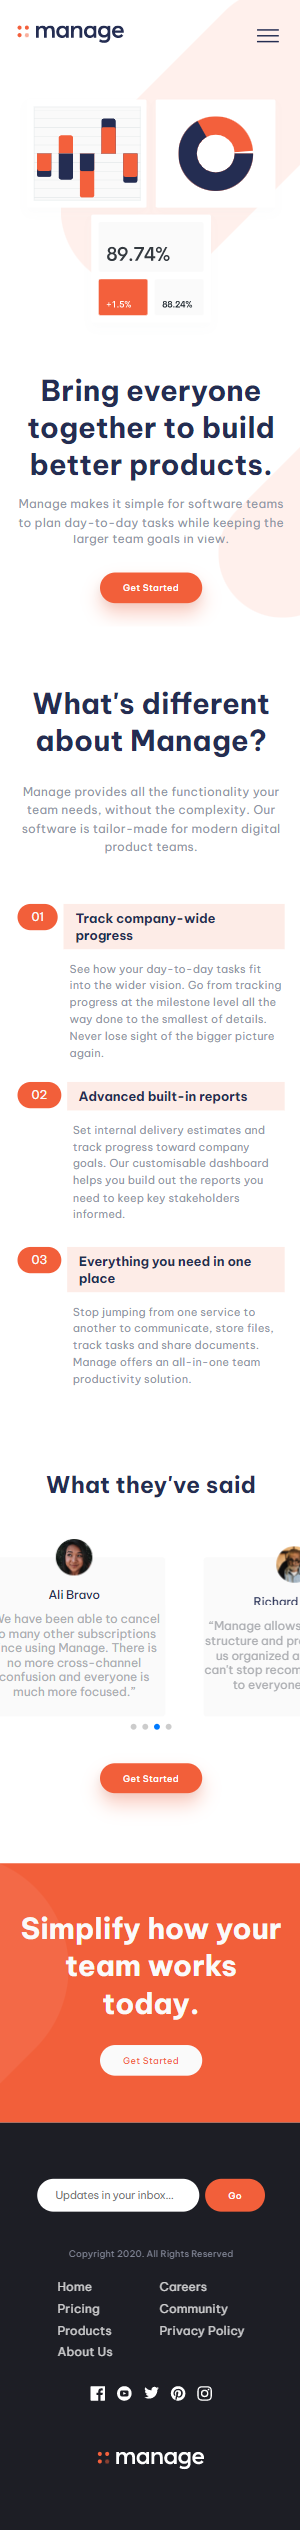 manage
89.74%
+1.5%
88.24%
Bring everyone
together to build
better products.
Manage makes it simple for software teams
to plan day-to-day tasks while keeping the
larger team goals in view.
Get Started
What's different
about Manage?
Manage provides all the functionality your
team needs, without the complexity. Our
software is tailor-made for modern digital
product teams.
01
Track company-wide
progress
See how your day-to-day tasks fit
into the wider vision. Go from tracking
progress at the milestone level all the
way done to the smallest of details.
Never lose sight of the bigger picture
again.
02
Advanced built-in reports
Set internal delivery estimates and
track progress toward company
goals. Our customisable dashboard
helps you build out the reports you
need to keep key stakeholders
informed.
03
Everything you need in one
place
Stop jumping from one service to
another to communicate, store files,
track tasks and share documents.
Manage offers an all-in-one team
productivity solution.
What they've said
Ali Bravo
We have been able to cancel
so many other subscriptions
since using Manage. There is
no more cross-channel
confusion and everyone is
much more focused.”
Richard
“Manage allows
structure and
us organized
can't stop
to everyone
Get Started
Simplify how your
team works
today.
Get Started
Updates in your inbox...
Go
Copyright 2020. All Rights Reserved
Home
Pricing
Products
About Us
Careers
Community
Privacy Policy
manage